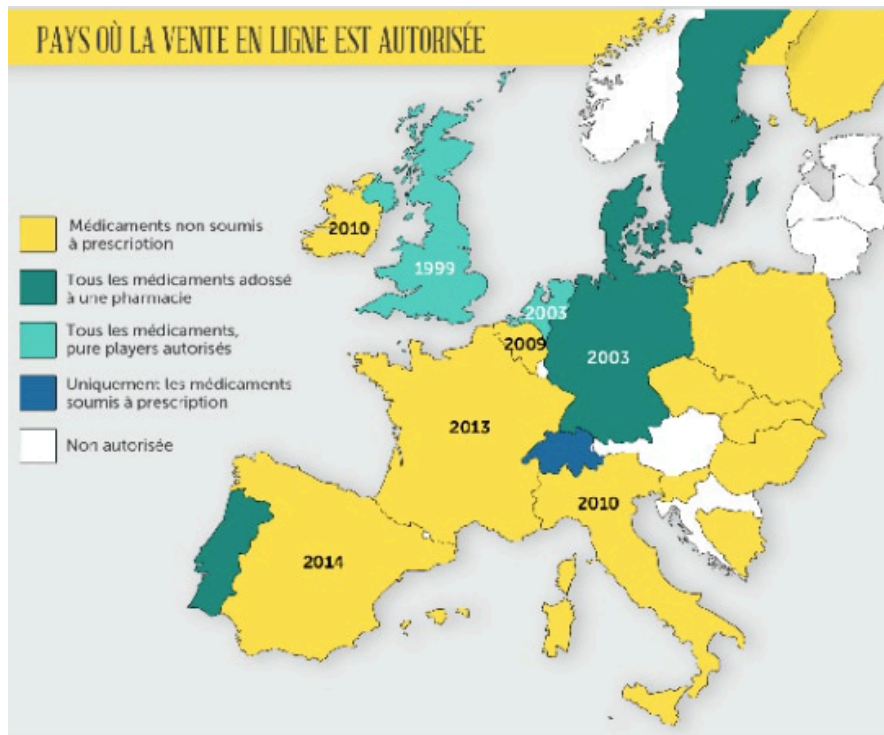 PAYS OÙ LA VENTE EN LIGNE EST AUTORISÉE
Médicaments non soumis
à prescription
Tous les médicaments adossé
à une pharmacie
Tous les médicaments,
pure players autorisés
Uniquement les médicaments
soumis à prescription
Non autorisée
2010
1999
2003
2009
2003
2013
2010
2014